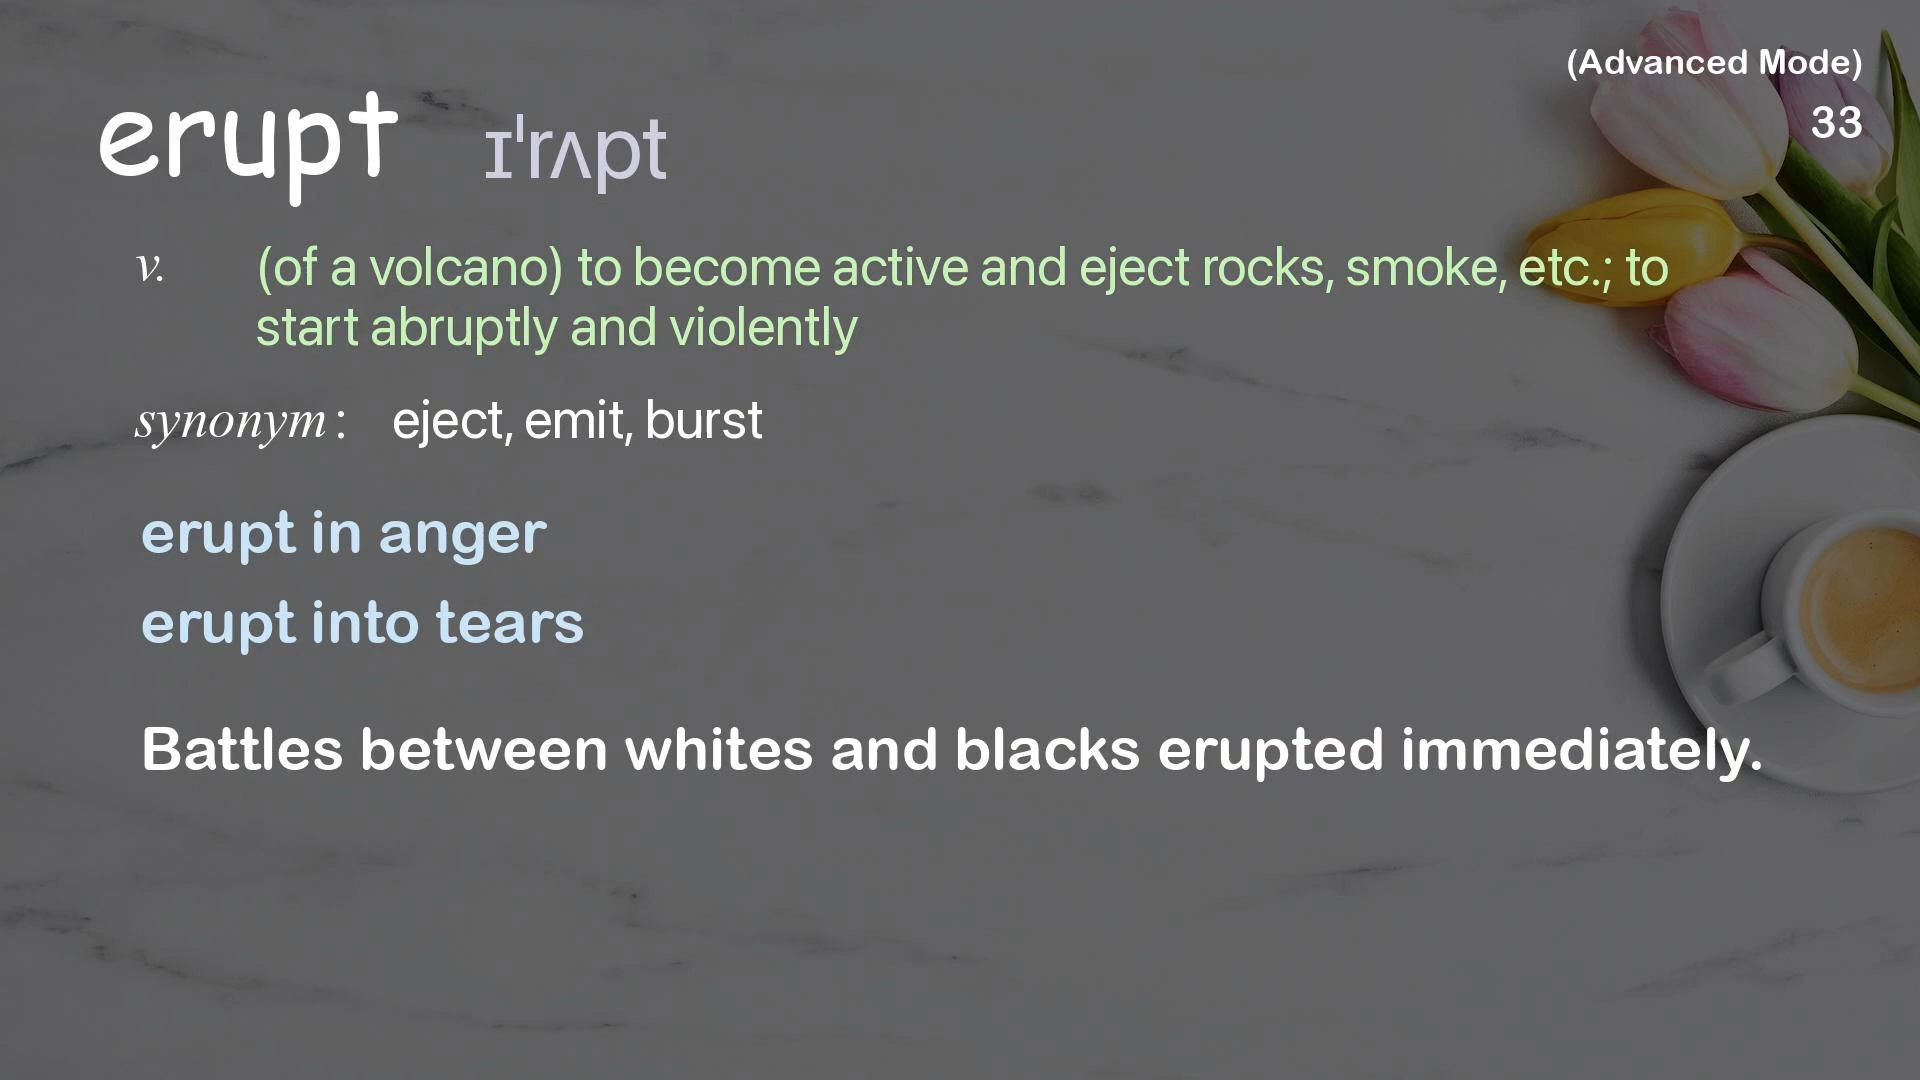 (Advanced Mode)
33
erupt ɪˈrʌpt
v. (of a volcano) to become active and eject rocks, smoke, etc.; to
start abruptly and violently
synonym : eject, emit, burst
erupt in anger
erupt into tears
Battles between whites and blacks erupted immediately.